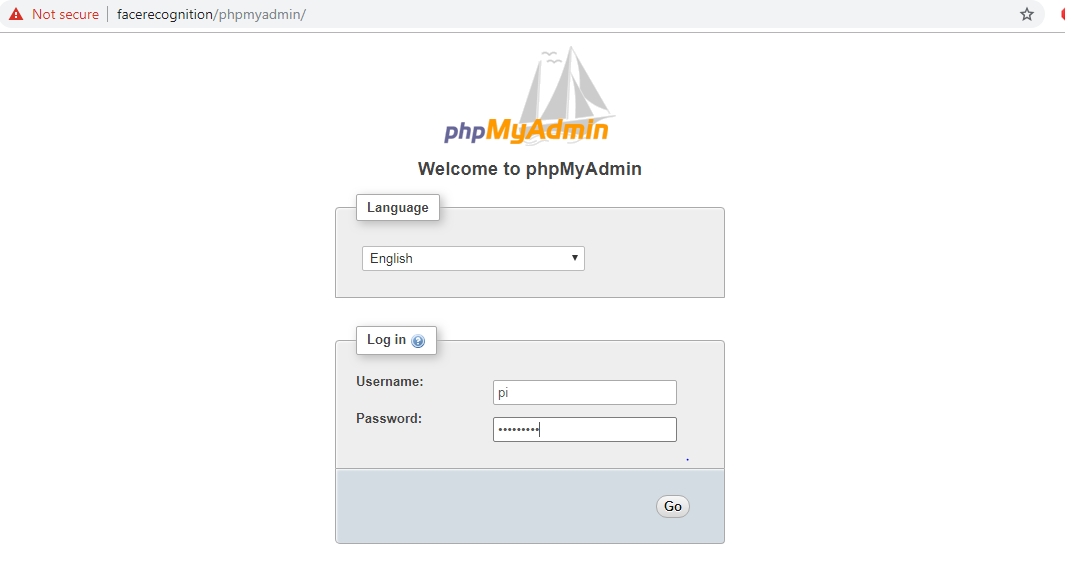 Not secure facerecognition/phpmyadmin/
phpMyAdmin
Welcome to phpMyAdmin
Language
English
Log in
Username: pi
Password: •••••••••
.
Go